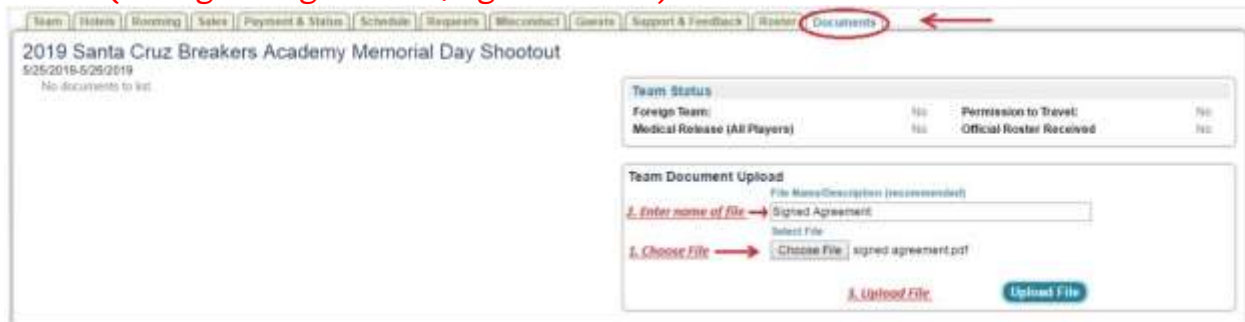 Team Hotels Rooming Sales Payment & Status Schedule Requests Misconduct Guests Support & Feedback Roster Documents
2019 Santa Cruz Breakers Academy Memorial Day Shootout
5/25/2019-5/26/2019
No documents to list.
Team Status
Foreign Team: No Permission to Travel: No
Medical Release (All Players) No Official Roster Received No
Team Document Upload
File Name/Description (recommended)
2. Enter name of file Signed Agreement
Select File
1. Choose File Choose File signed agreement.pdf
3. Upload File Upload File